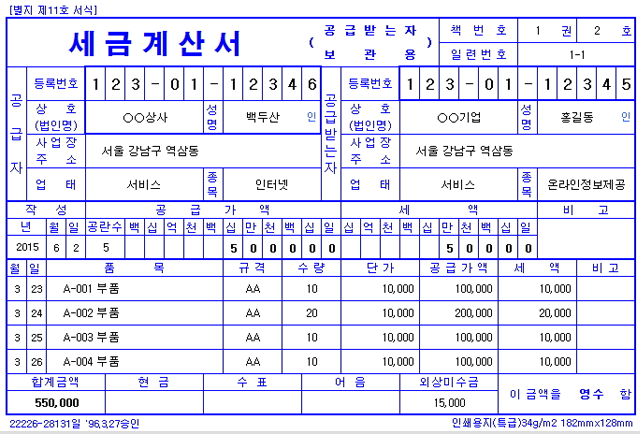 [별지 제11호 서식]
세금계산서 ( 공급받는자 보관용 ) 책 번 호 1 권 2 호
일련번호 1-1
공급자 등록번호 1 2 3 - 0 1 - 1 2 3 4 6 공급받는자 등록번호 1 2 3 - 0 1 - 1 2 3 4 5
상 호 (법인명) ○○상사 성명 백두산 인 상 호 (법인명) ○○기업 성명 홍길동 인
사업장 주 소 서울 강남구 역삼동 사업장 주 소 서울 강남구 역삼동
업 태 서비스 종목 인터넷 업 태 서비스 종목 온라인정보제공
작 성 공 급 가 액 세 액 비 고
년 월 일 공란수 백 십 억 천 백 십 만 천 백 십 일 십 억 천 백 십 만 천 백 십 일
2015 6 2 5 5 0 0 0 0 0 5 0 0 0 0
월 일 품 목 규격 수량 단가 공급가액 세 액 비고
3 23 A-001 부품 AA 10 10,000 100,000 10,000
3 24 A-002 부품 AA 20 10,000 200,000 20,000
3 25 A-003 부품 AA 10 10,000 100,000 10,000
3 26 A-004 부품 AA 10 10,000 100,000 10,000
합계금액 현 금 수 표 어 음 외상미수금 이 금액을 영수 함
550,000 15,000
22226-28131일 '96,3,27승인 인쇄용지(특급)34g/m2 182mm×128mm